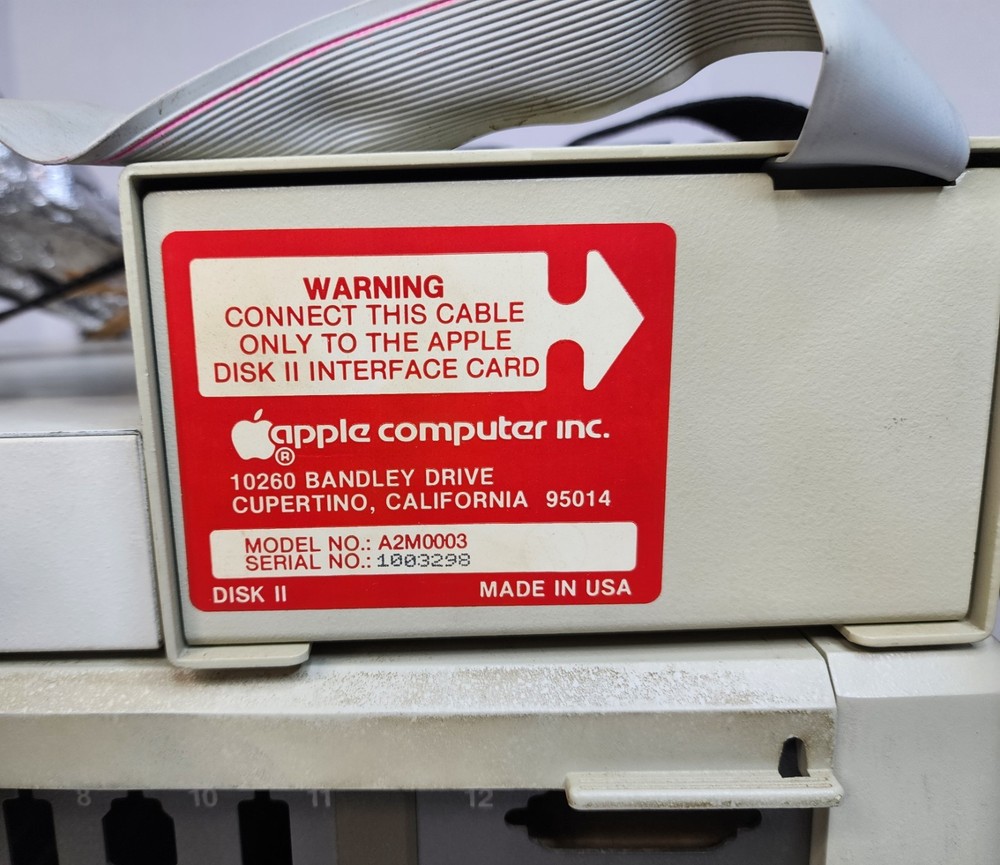 WARNING
CONNECT THIS CABLE
ONLY TO THE APPLE
DISK II INTERFACE CARD
apple computer inc.
®
10260 BANDLEY DRIVE
CUPERTINO, CALIFORNIA 95014
MODEL NO.: A2M0003
SERIAL NO.: 1003298
DISK II MADE IN USA
8 10 11 12